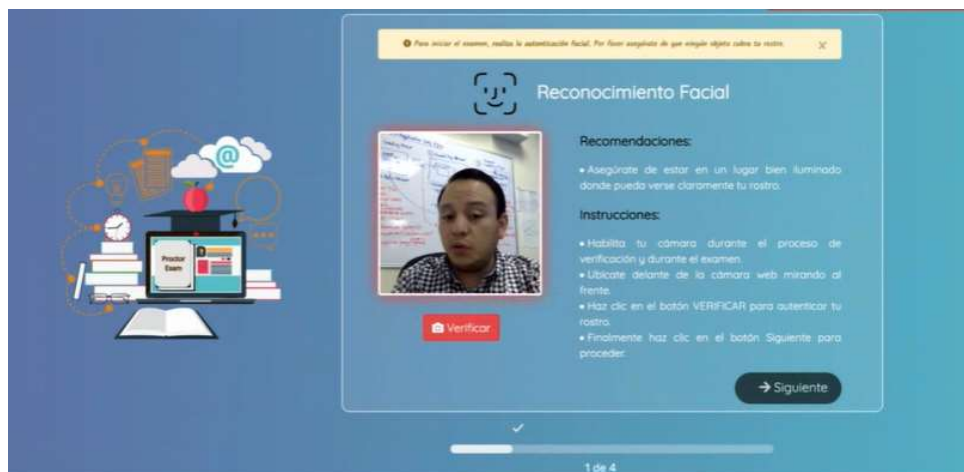 Para iniciar el examen, realiza la autenticación facial. Por favor asegúrate de que ningún objeto cubra tu rostro.
Reconocimiento Facial
Recomendaciones:
• Asegúrate de estar en un lugar bien iluminado
donde pueda verse claramente tu rostro.
Instrucciones:
• Habilita tu cámara durante el proceso de
verificación y durante el examen.
• Ubícate delante de la cámara web mirando al
frente.
• Haz clic en el botón VERIFICAR para autenticar tu
rostro.
• Finalmente haz clic en el botón Siguiente para
proceder.
Proctor
Exam
@
Verificar
Siguiente
1 de 4